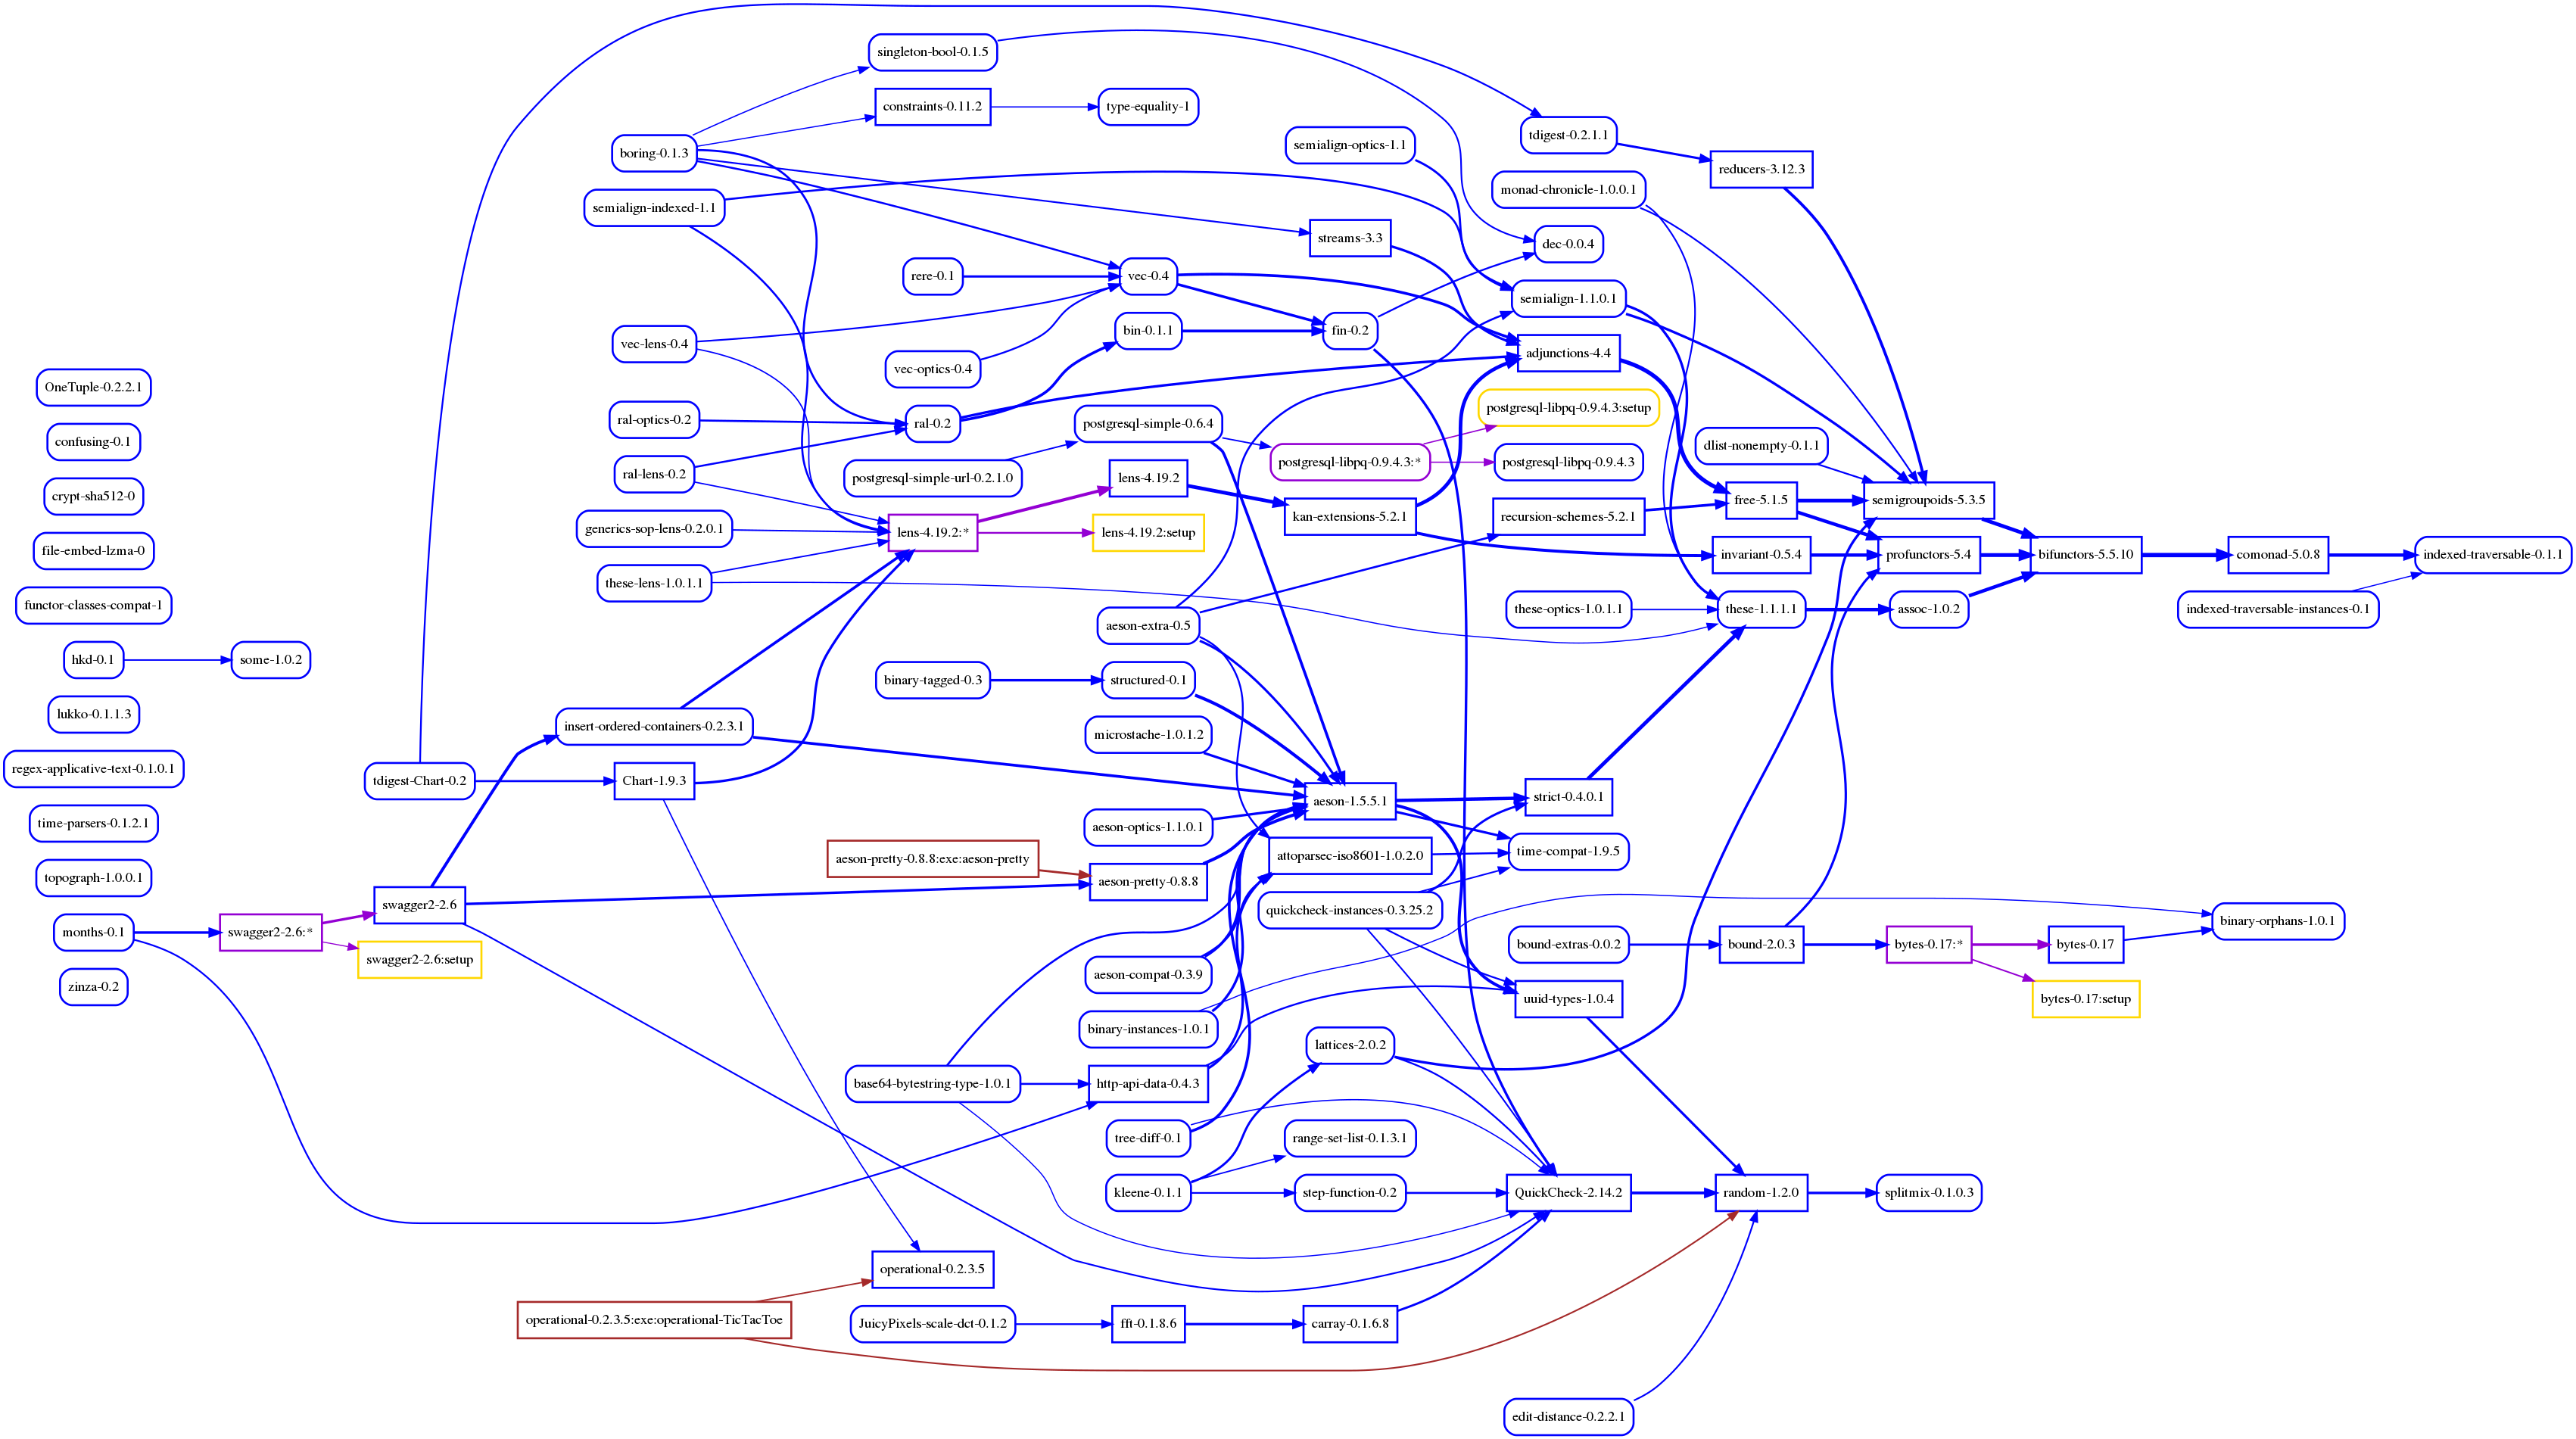 OneTuple-0.2.2.1
confusing-0.1
crypt-sha512-0
file-embed-lzma-0
functor-classes-compat-1
hkd-0.1
some-1.0.2
lukko-0.1.1.3
regex-applicative-text-0.1.0.1
time-parsers-0.1.2.1
topograph-1.0.0.1
months-0.1
zinza-0.2
swagger2-2.6:*
tdigest-Chart-0.2
swagger2-2.6
swagger2-2.6:setup
singleton-bool-0.1.5
constraints-0.11.2
type-equality-1
boring-0.1.3
semialign-indexed-1.1
rere-0.1
vec-lens-0.4
vec-optics-0.4
ral-optics-0.2
ral-0.2
ral-lens-0.2
postgresql-simple-url-0.2.1.0
generics-sop-lens-0.2.0.1
lens-4.19.2:*
these-lens-1.0.1.1
binary-tagged-0.3
insert-ordered-containers-0.2.3.1
Chart-1.9.3
aeson-pretty-0.8.8:exe:aeson-pretty
base64-bytestring-type-1.0.1
operational-0.2.3.5
operational-0.2.3.5:exe:operational-TicTacToe
JuicyPixels-scale-dct-0.1.2
vec-0.4
bin-0.1.1
postgresql-simple-0.6.4
lens-4.19.2
lens-4.19.2:setup
aeson-extra-0.5
structured-0.1
microstache-1.0.1.2
aeson-optics-1.1.0.1
aeson-pretty-0.8.8
aeson-compat-0.3.9
binary-instances-1.0.1
http-api-data-0.4.3
tree-diff-0.1
kleene-0.1.1
fft-0.1.8.6
semialign-optics-1.1
streams-3.3
fin-0.2
postgresql-libpq-0.9.4.3:*
kan-extensions-5.2.1
aeson-1.5.5.1
attoparsec-iso8601-1.0.2.0
quickcheck-instances-0.3.25.2
lattices-2.0.2
range-set-list-0.1.3.1
step-function-0.2
carray-0.1.6.8
tdigest-0.2.1.1
monad-chronicle-1.0.0.1
dec-0.0.4
semialign-1.1.0.1
adjunctions-4.4
postgresql-libpq-0.9.4.3:setup
postgresql-libpq-0.9.4.3
recursion-schemes-5.2.1
these-optics-1.0.1.1
strict-0.4.0.1
time-compat-1.9.5
bound-extras-0.0.2
uuid-types-1.0.4
QuickCheck-2.14.2
edit-distance-0.2.2.1
reducers-3.12.3
dlist-nonempty-0.1.1
free-5.1.5
invariant-0.5.4
these-1.1.1.1
bound-2.0.3
random-1.2.0
semigroupoids-5.3.5
profunctors-5.4
assoc-1.0.2
bytes-0.17:*
splitmix-0.1.0.3
bifunctors-5.5.10
bytes-0.17
bytes-0.17:setup
comonad-5.0.8
indexed-traversable-instances-0.1
binary-orphans-1.0.1
indexed-traversable-0.1.1